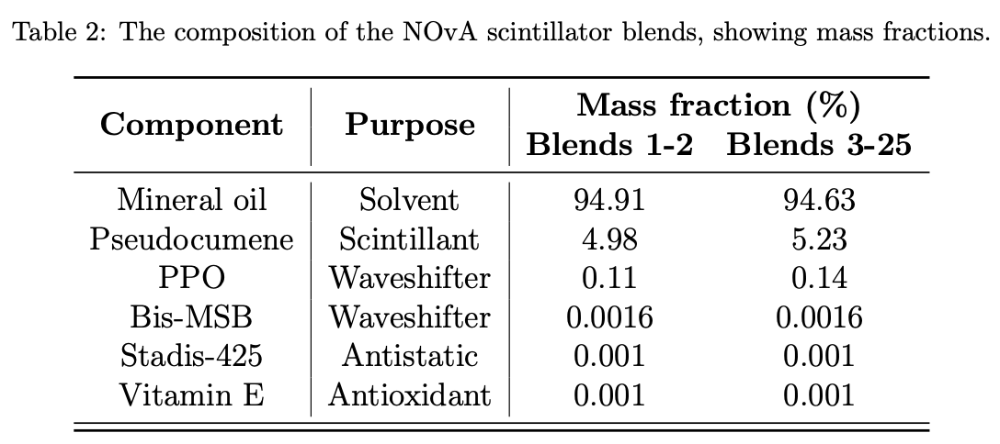 Table 2: The composition of the NOvA scintillator blends, showing mass fractions.
Component Purpose Mass fraction (%)
Blends 1-2 Blends 3-25
Mineral oil Solvent 94.91 94.63
Pseudocumene Scintillant 4.98 5.23
PPO Waveshifter 0.11 0.14
Bis-MSB Waveshifter 0.0016 0.0016
Stadis-425 Antistatic 0.001 0.001
Vitamin E Antioxidant 0.001 0.001